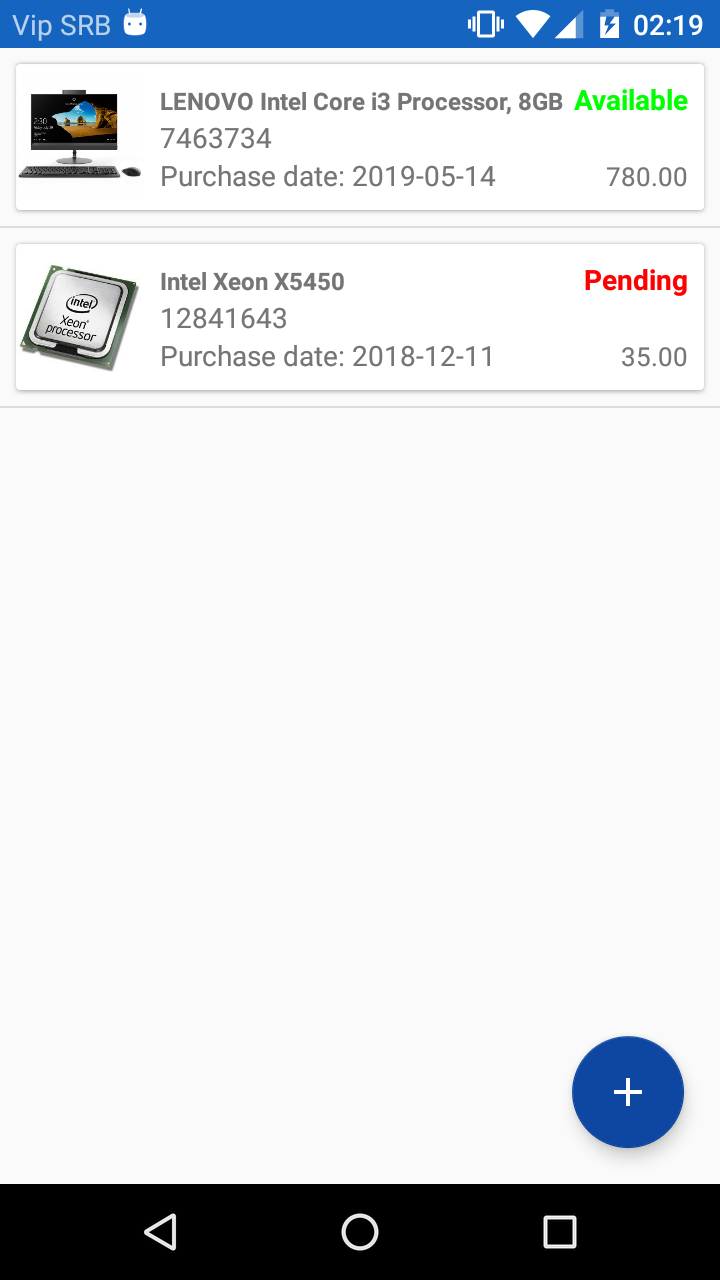 Vip SRB 02:19
LENOVO Intel Core i3 Processor, 8GB Available
7463734
Purchase date: 2019-05-14 780.00
intel
Xeon®
processor
Intel Xeon X5450 Pending
12841643
Purchase date: 2018-12-11 35.00